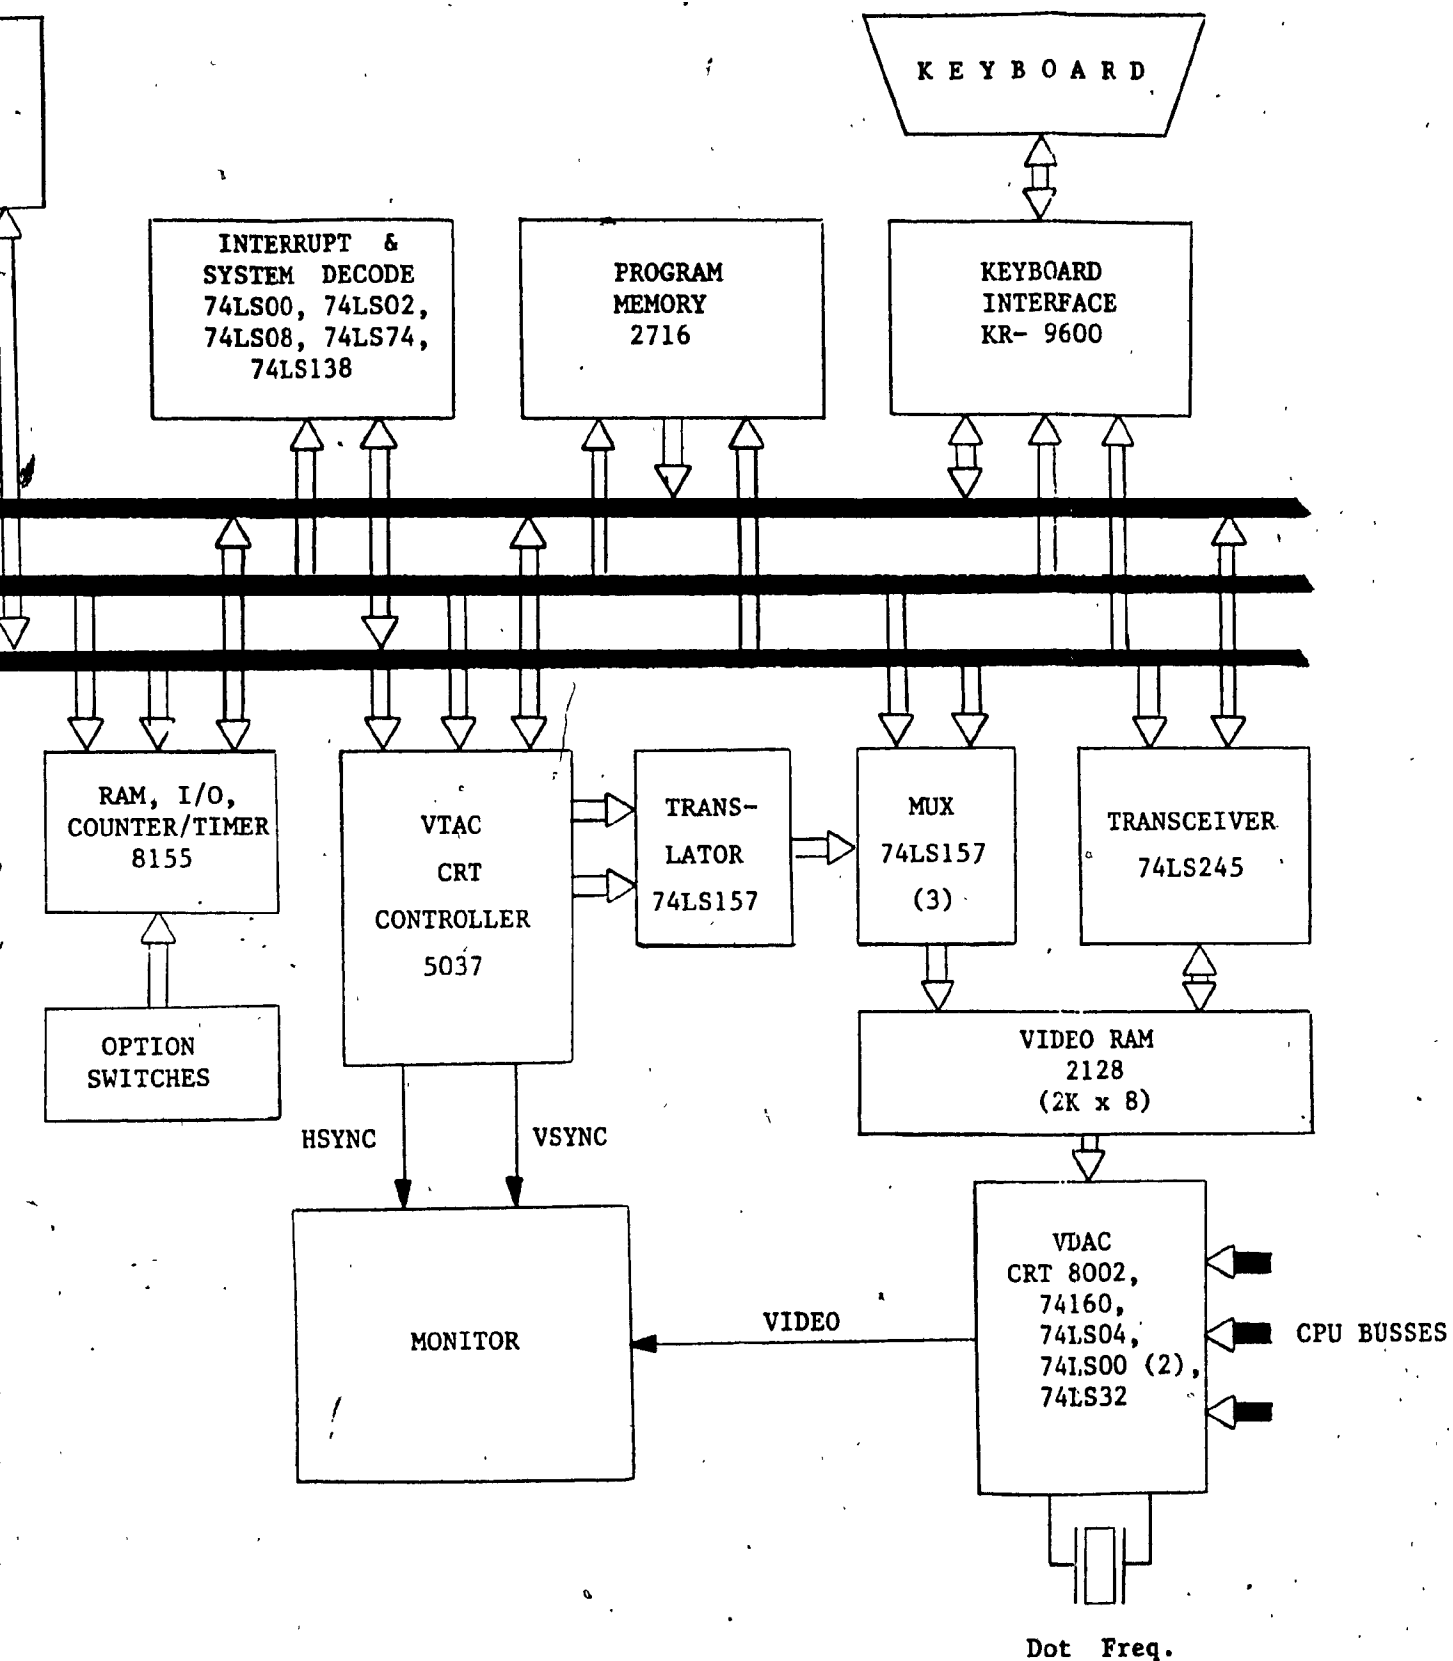 KEYBOARD
INTERRUPT &
SYSTEM DECODE
74LS00, 74LS02,
74LS08, 74LS74,
74LS138
PROGRAM
MEMORY
2716
KEYBOARD
INTERFACE
KR- 9600
RAM, I/O,
COUNTER/TIMER
8155
VTAC
CRT
CONTROLLER
5037
TRANS-
LATOR
74LS157
MUX
74LS157
(3)
TRANSCEIVER
74LS245
OPTION
SWITCHES
VIDEO RAM
2128
(2K x 8)
HSYNC
VSYNC
MONITOR
VIDEO
VDAC
CRT 8002,
74160,
74LS04,
74LS00 (2),
74LS32
CPU BUSSES
Dot Freq.